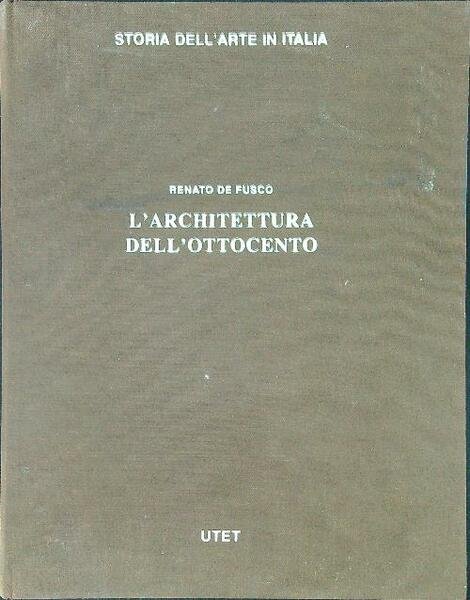 STORIA DELL'ARTE IN ITALIA
RENATO DE FUSCO
L'ARCHITETTURA
DELL'OTTOCENTO
UTET